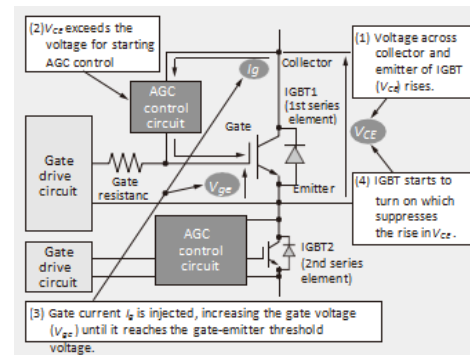 (2)VCE exceeds the
voltage for starting
AGC control
(1) Voltage across
collector and
emitter of IGBT
(VCE) rises.
Ig
Collector
AGC
control
circuit
IGBT1
(1st series
element)
Gate
VCE
Gate
drive
circuit
Gate
resistanc
Vge
Emitter
(4) IGBT starts to
turn on which
suppresses
the rise in VCE.
Gate
drive
circuit
AGC
control
circuit
IGBT2
(2nd series
element)
(3) Gate current Ig is injected, increasing the gate voltage
(Vge) until it reaches the gate-emitter threshold
voltage.